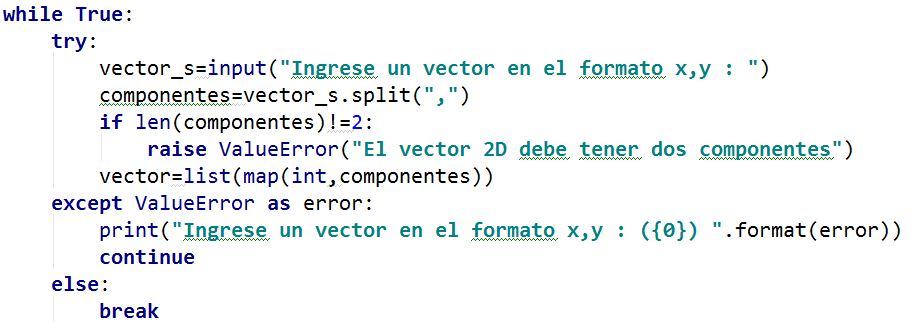 while True:
    try:
        vector_s=input("Ingrese un vector en el formato x,y : ")
        componentes=vector_s.split(",")
        if len(componentes)!=2:
            raise ValueError("El vector 2D debe tener dos componentes")
        vector=list(map(int,componentes))
    except ValueError as error:
        print("Ingrese un vector en el formato x,y : ({0}) ".format(error))
        continue
    else:
        break